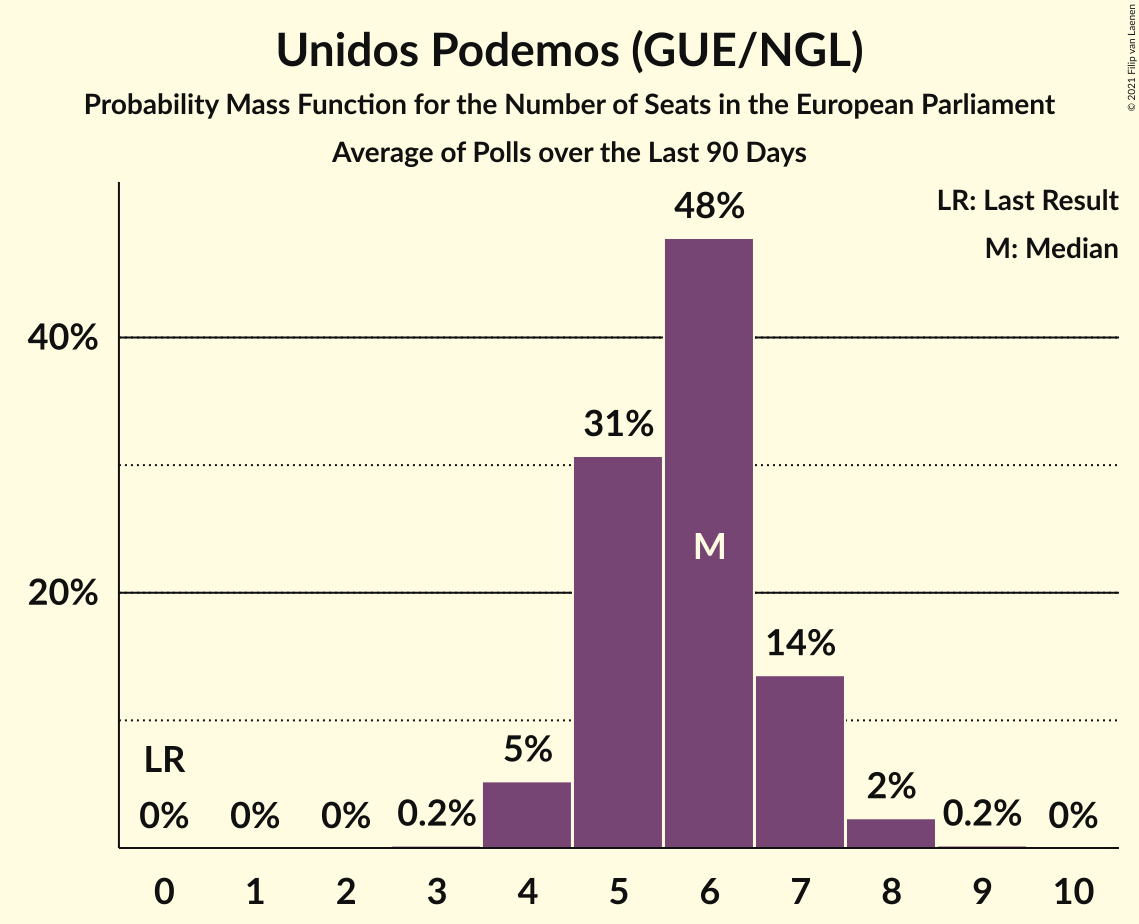 Unidos Podemos (GUE/NGL)
Probability Mass Function for the Number of Seats in the European Parliament
Average of Polls over the Last 90 Days
© 2021 Filip van Laenen
LR: Last Result
M: Median
40%
20%
LR
0%
0%
0%
0.2%
5%
31%
48%
M
14%
2%
0.2%
0%
0 1 2 3 4 5 6 7 8 9 10